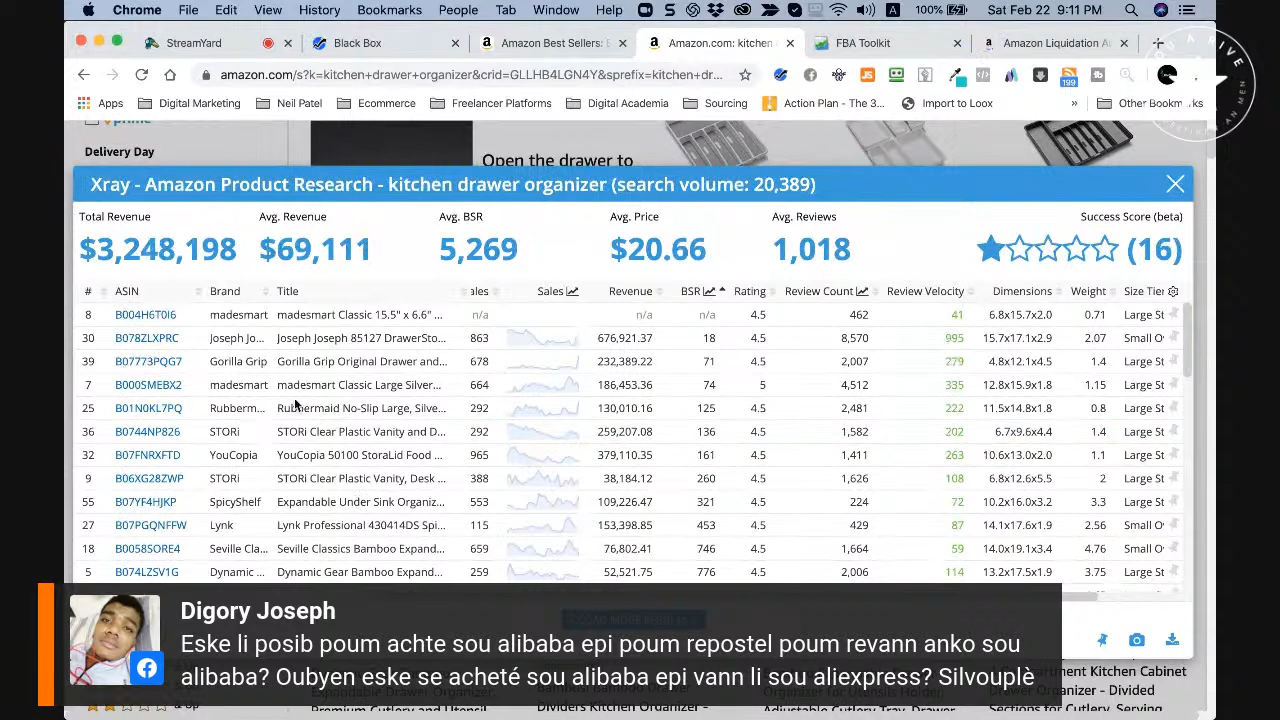 Chrome File Edit View History Bookmarks People Tab Window Help 100% Sat Feb 22 9:11 PM
StreamYard Black Box Amazon Best Sellers: Amazon.com: kitchen FBA Toolkit Amazon Liquidation
amazon.com/s?k=kitchen+drawer+organizer&crid=GLLHB4LGN4Y&sprefix=kitchen+dr... 199
Apps Digital Marketing Neil Patel Ecommerce Freelancer Platforms Digital Academia Sourcing Action Plan - The 3... Import to Loox » Other
prime
Delivery Day
Open the drawer to
Xray - Amazon Product Research - kitchen drawer organizer (search volume: 20,389)
Total Revenue Avg. Revenue Avg. BSR Avg. Price Avg. Reviews Success Score (beta)
$3,248,198 $69,111 5,269 $20.66 1,018 (16)
# ASIN Brand Title ales Sales Revenue BSR Rating Review Count Review Velocity Dimensions Weight Size Tier
8 B004H6T0I6 madesmart madesmart Classic 15.5" x 6.6" ... n/a n/a n/a 4.5 462 41 6.8x15.7x2.0 0.71 Large St
30 B078ZLXPRC Joseph Jo... Joseph Joseph 85127 DrawerSto... 863 676,921.37 18 4.5 8,570 995 15.7x17.1x2.9 2.07 Small O
39 B07773PQG7 Gorilla Grip Gorilla Grip Original Drawer and... 678 232,389.22 71 4.5 2,007 279 4.8x12.1x4.5 1.4 Large St
7 B000SMEBX2 madesmart madesmart Classic Large Silver... 664 186,453.36 74 5 4,512 335 12.8x15.9x1.8 1.15 Large St
25 B01N0KL7PQ Rubberm... Rubbermaid No-Slip Large, Silve... 292 130,010.16 125 4.5 2,481 222 11.5x14.8x1.8 0.8 Large St
36 B0744NP826 STORi STORi Clear Plastic Vanity and D... 292 259,207.08 136 4.5 1,582 202 6.7x9.6x4.4 1.4 Large St
32 B07FNRXFTD YouCopia YouCopia 50100 StoraLid Food ... 965 379,110.35 161 4.5 1,411 263 10.6x13.0x2.0 1.1 Large St
9 B06XG28ZWP STORi STORi Clear Plastic Vanity, Desk ... 388 38,184.12 260 4.5 1,626 108 6.8x12.6x5.5 2 Large St
55 B07YF4HJKP SpicyShelf Expandable Under Sink Organiz... 553 109,226.47 321 4.5 224 72 10.2x16.0x3.2 3.3 Large St
27 B07PGQNFFW Lynk Lynk Professional 430414DS Spi... 115 153,398.85 453 4.5 429 87 14.1x17.6x1.9 2.56 Small O
18 B0058SORE4 Seville Cla... Seville Classics Bamboo Expand... 659 76,802.41 746 4.5 1,664 59 14.0x19.1x3.4 4.76 Small O
5 B074LZSV1G Dynamic ... Dynamic Gear Bamboo Expand... 259 52,521.75 776 4.5 2,006 114 13.2x17.5x1.9 3.75 Large St
Digory Joseph
Eske li posib poum achte sou alibaba epi poum repostel poum revann anko sou
alibaba? Oubyen eske se acheté sou alibaba epi vann li sou aliexpress? Silvouplè
Kitchen Cabinet
Drawer Organizer - Divided